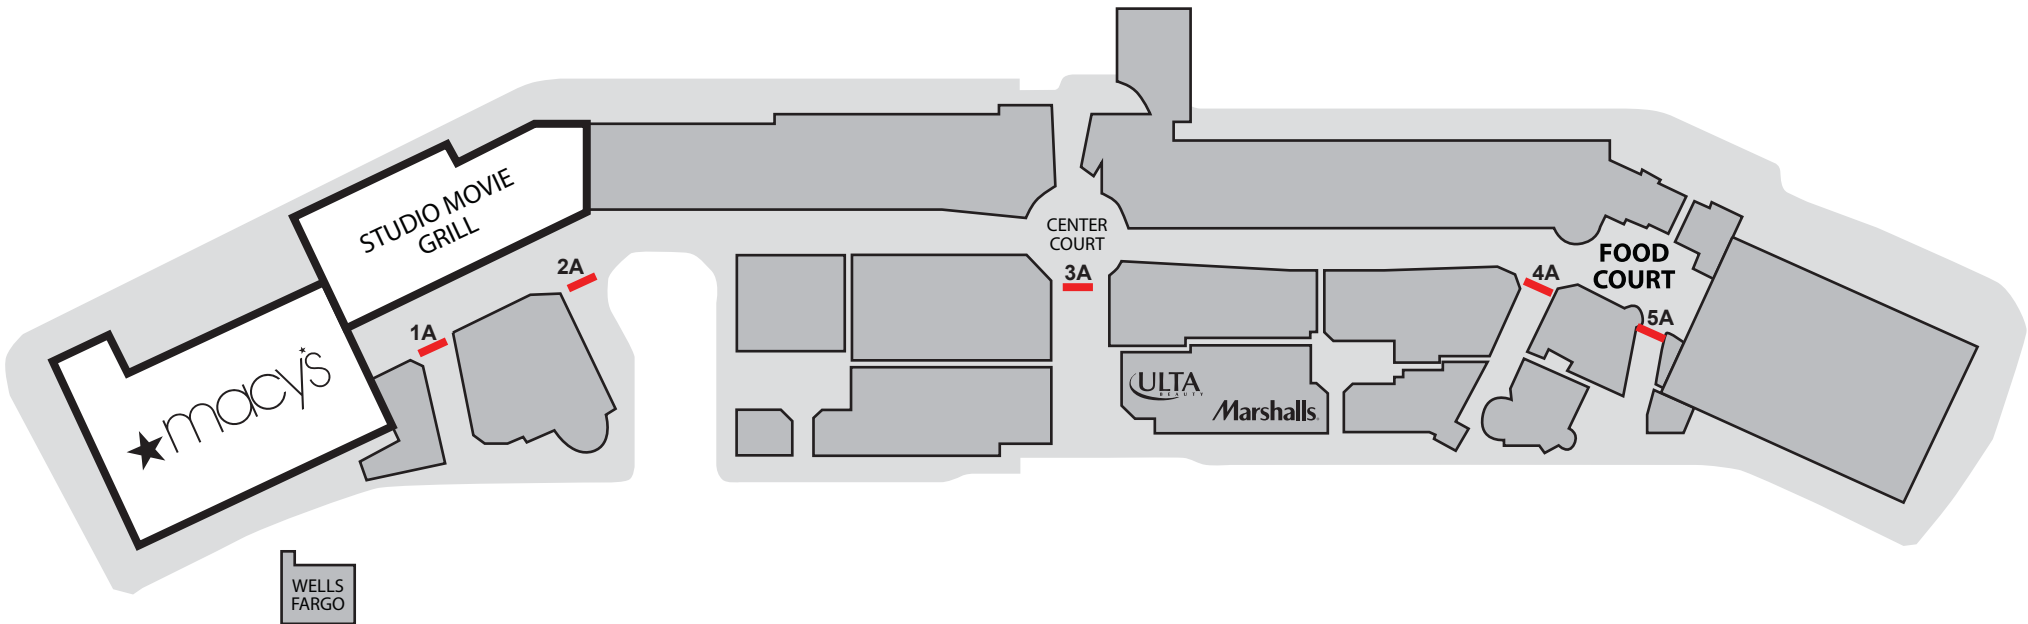 STUDIO MOVIE
GRILL
CENTER
COURT
FOOD
COURT
2A
3A
4A
5A
1A
macy's
ULTA
BEAUTY
Marshalls.
WELLS
FARGO